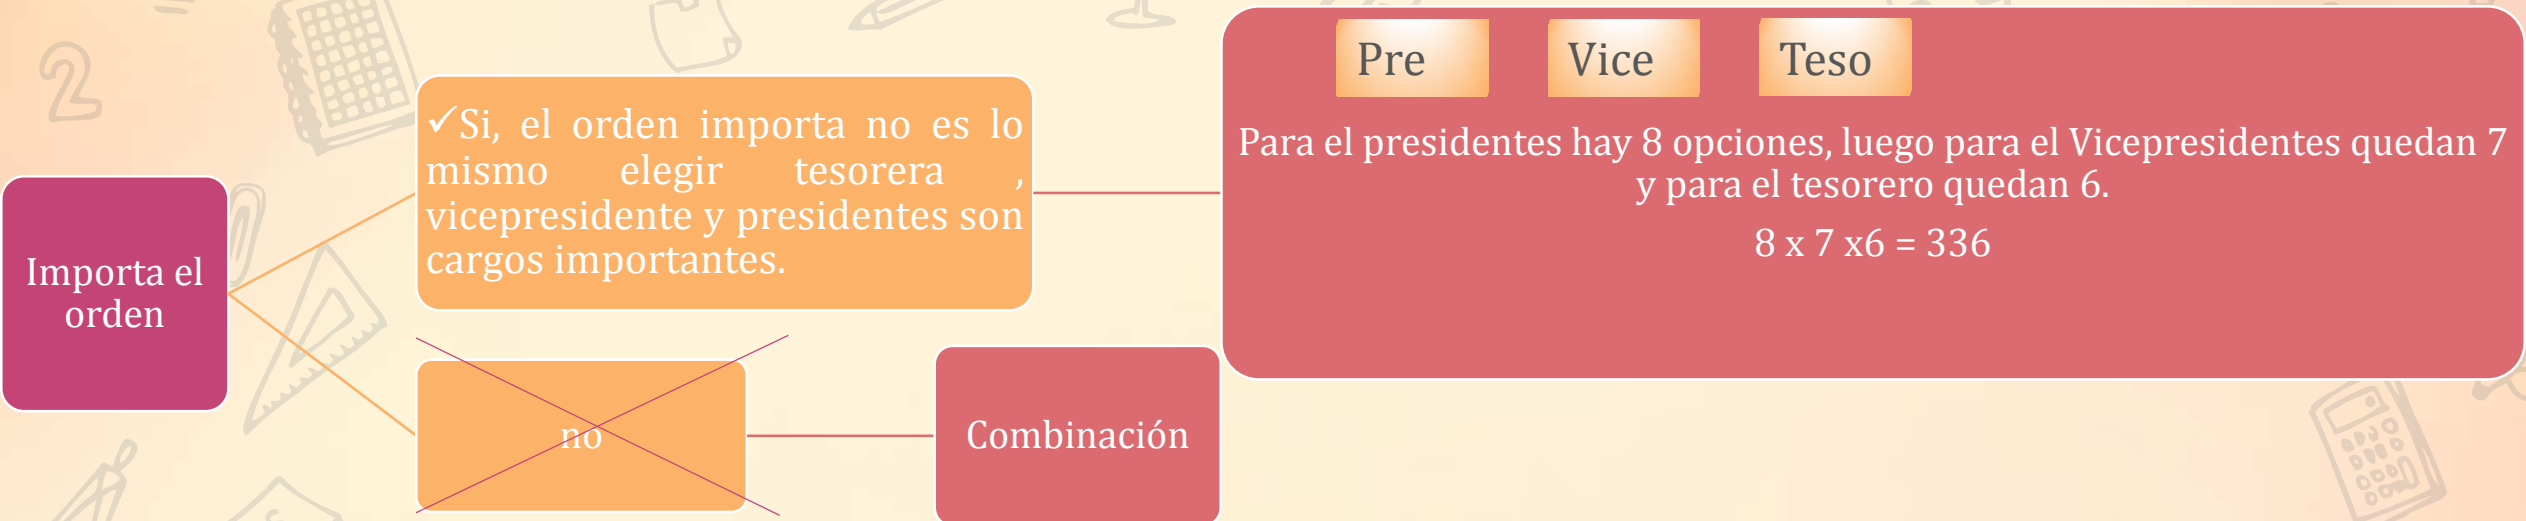 Importa el
orden
✓Si, el orden importa no es lo
mismo elegir tesorera ,
vicepresidente y presidentes son
cargos importantes.
no
Combinación
Pre
Vice
Teso
Para el presidentes hay 8 opciones, luego para el Vicepresidentes quedan 7
y para el tesorero quedan 6.
8 x 7 x6 = 336
2